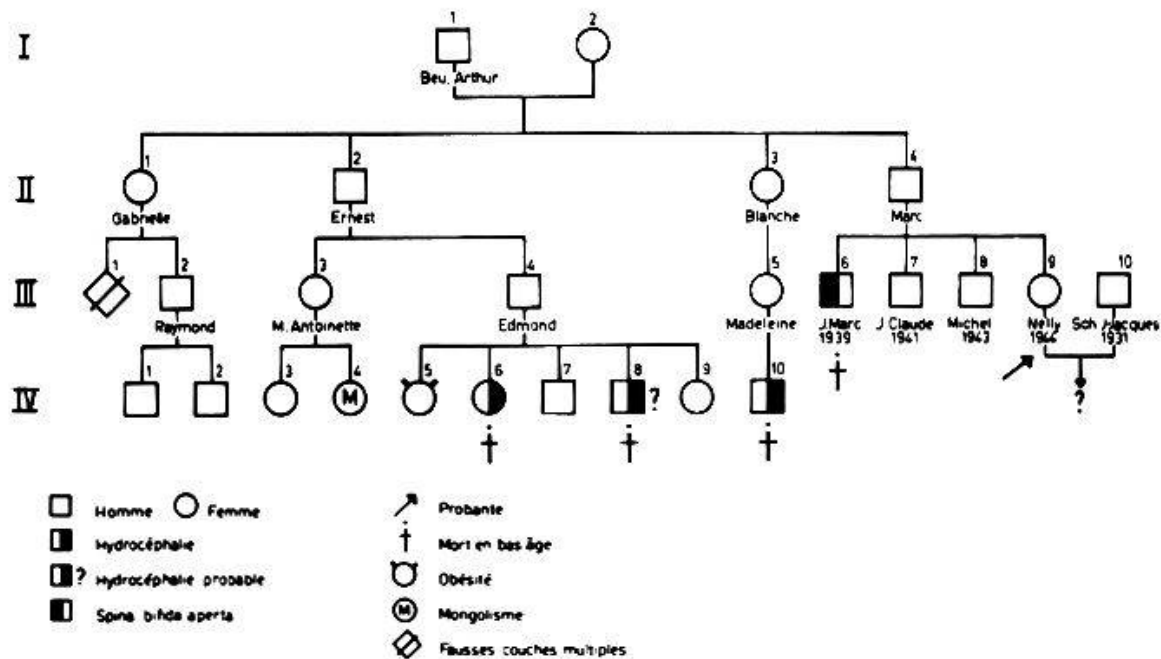 I
1 2
Beu. Arthur
II
1 2 3 4
Gabrielle Ernest Blanche Marc
III
1 2 3 4 5 6 7 8 9 10
Raymond M. Antoinette Edmond Madeleine J. Marc J. Claude Michel Nelly Sch. J-Jacques
1939 1941 1943 1944 1931
IV
1 2 3 4 5 6 7 8 9 10
M ? ?
Homme Femme
Hydrocéphalie
? Hydrocéphalie probable
Spina bifida aperta
Probante
Mort en bas âge
Obésité
M Mongolisme
Fausses couches multiples